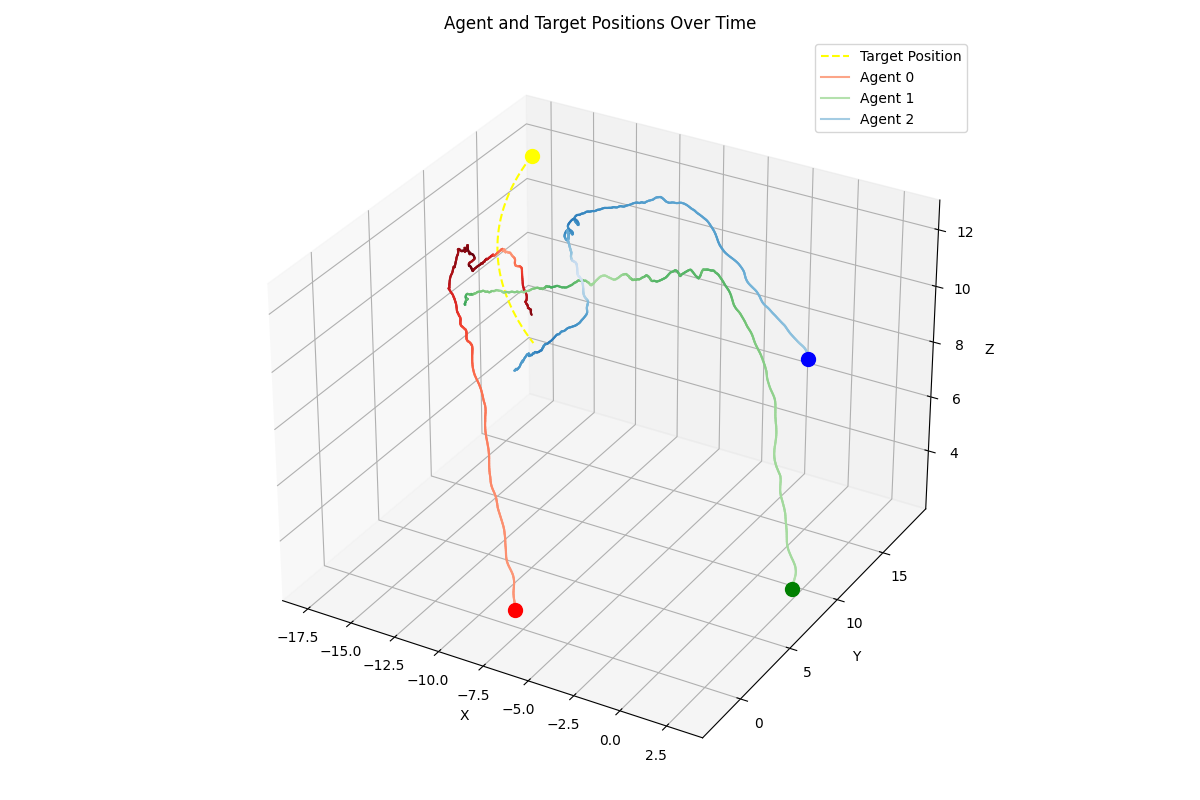 Agent and Target Positions Over Time
Target Position
Agent 0
Agent 1
Agent 2
12
10
8
6
4
Z
15
10
5
0
Y
−17.5
−15.0
−12.5
−10.0
−7.5
−5.0
−2.5
0.0
2.5
X